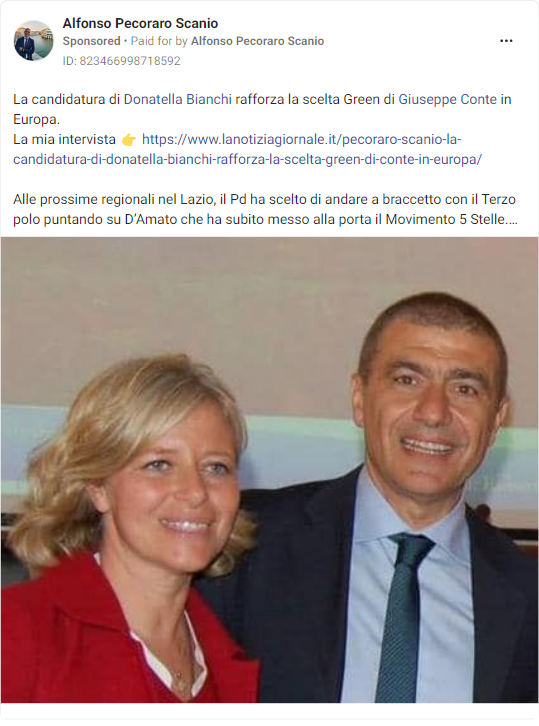 Alfonso Pecoraro Scanio
Sponsored • Paid for by Alfonso Pecoraro Scanio
ID: 823466998718592
La candidatura di Donatella Bianchi rafforza la scelta Green di Giuseppe Conte in
Europa.
La mia intervista 👉 https://www.lanotiziagiornale.it/pecoraro-scanio-la-
candidatura-di-donatella-bianchi-rafforza-la-scelta-green-di-conte-in-europa/
Alle prossime regionali nel Lazio, il Pd ha scelto di andare a braccetto con il Terzo
polo puntando su D’Amato che ha subito messo alla porta il Movimento 5 Stelle....